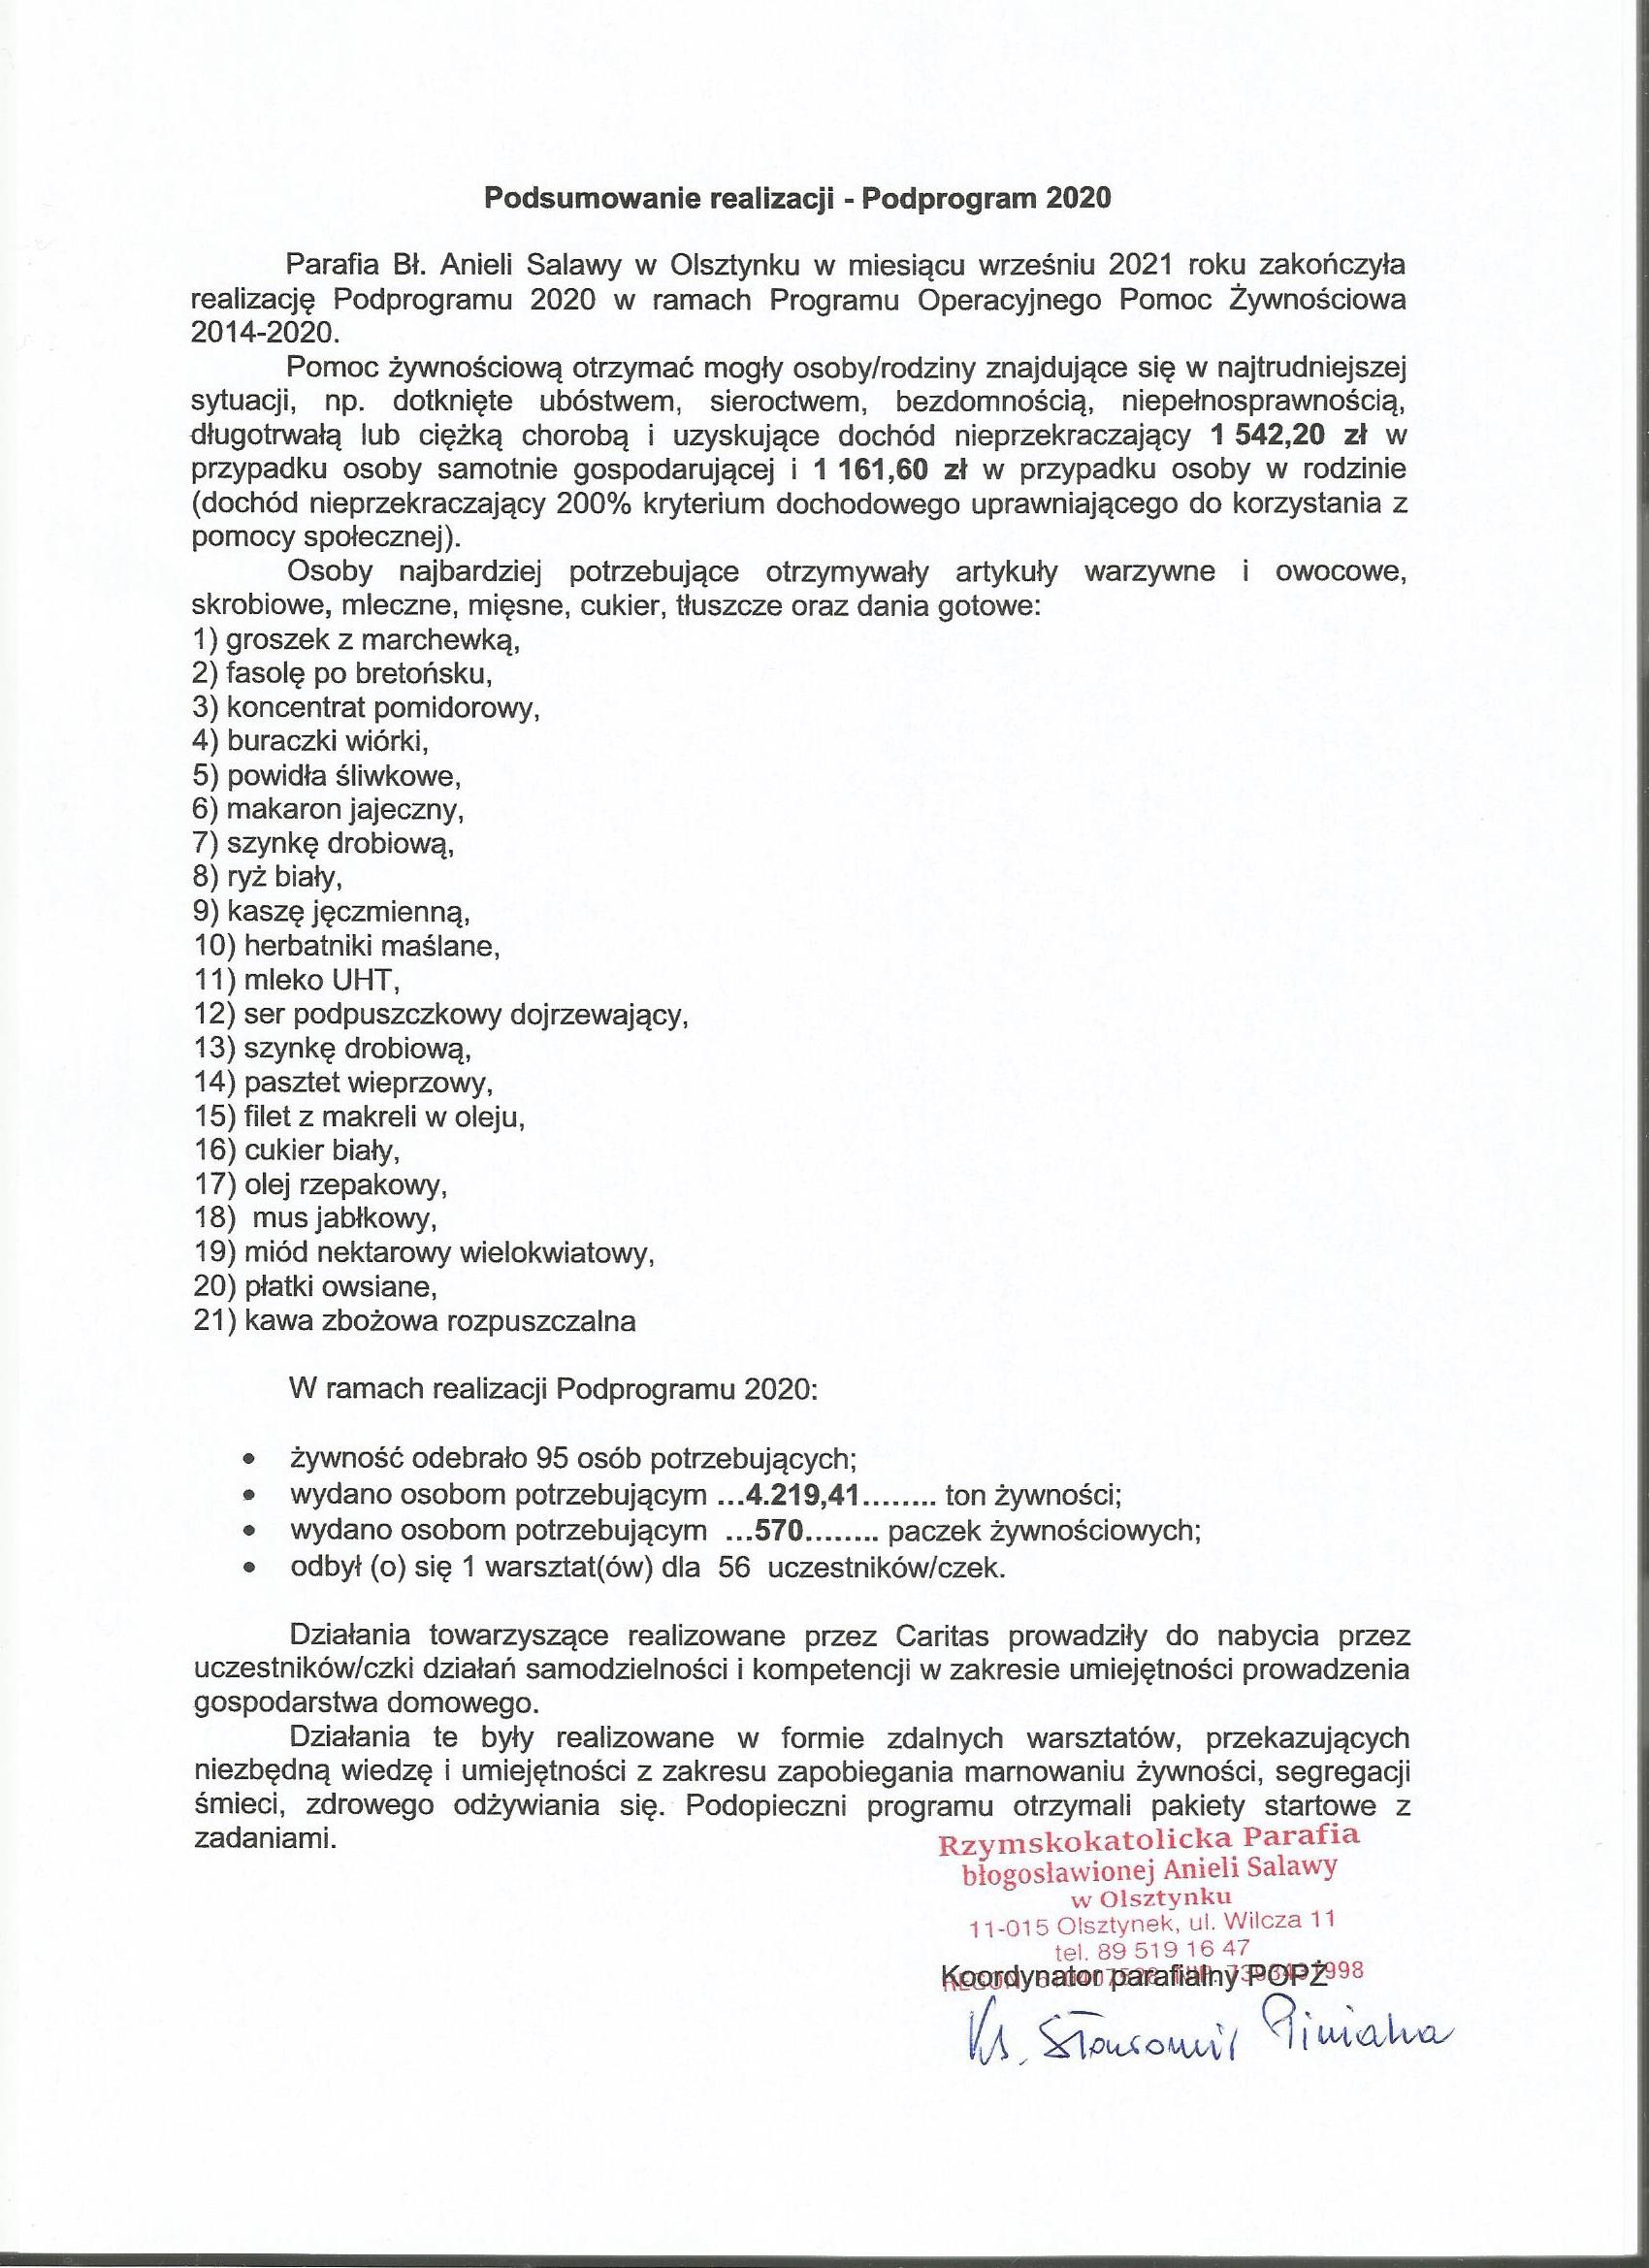 Podsumowanie realizacji - Podprogram 2020
Parafia Bł. Anieli Salawy w Olsztynku w miesiącu wrześniu 2021 roku zakończyła
realizację Podprogramu 2020 w ramach Programu Operacyjnego Pomoc Żywnościowa
2014-2020.
Pomoc żywnościową otrzymać mogły osoby/rodziny znajdujące się w najtrudniejszej
sytuacji, np. dotknięte ubóstwem, sieroctwem, bezdomnością, niepełnosprawnością,
długotrwałą lub ciężką chorobą i uzyskujące dochód nieprzekraczający 1 542,20 zł w
przypadku osoby samotnie gospodarującej i 1 161,60 zł w przypadku osoby w rodzinie
(dochód nieprzekraczający 200% kryterium dochodowego uprawniającego do korzystania z
pomocy społecznej).
Osoby najbardziej potrzebujące otrzymywały artykuły warzywne i owocowe,
skrobiowe, mleczne, mięsne, cukier, tłuszcze oraz dania gotowe:
1) groszek z marchewką,
2) fasolę po bretońsku,
3) koncentrat pomidorowy,
4) buraczki wiórki,
5) powidła śliwkowe,
6) makaron jajeczny,
7) szynkę drobiową,
8) ryż biały,
9) kaszę jęczmienną,
10) herbatniki maślane,
11) mleko UHT,
12) ser podpuszczkowy dojrzewający,
13) szynkę drobiową,
14) pasztet wieprzowy,
15) filet z makreli w oleju,
16) cukier biały,
17) olej rzepakowy,
18) mus jabłkowy,
19) miód nektarowy wielokwiatowy,
20) płatki owsiane,
21) kawa zbożowa rozpuszczalna
W ramach realizacji Podprogramu 2020:
• żywność odebrało 95 osób potrzebujących;
• wydano osobom potrzebującym ...4.219,41........ ton żywności;
• wydano osobom potrzebującym ...570........ paczek żywnościowych;
• odbył (o) się 1 warsztat(ów) dla 56 uczestników/czek.
Działania towarzyszące realizowane przez Caritas prowadziły do nabycia przez
uczestników/czki działań samodzielności i kompetencji w zakresie umiejętności prowadzenia
gospodarstwa domowego.
Działania te były realizowane w formie zdalnych warsztatów, przekazujących
niezbędną wiedzę i umiejętności z zakresu zapobiegania marnowaniu żywności, segregacji
śmieci, zdrowego odżywiania się. Podopieczni programu otrzymali pakiety startowe z
zadaniami.
Rzymskokatolicka Parafia
błogosławionej Anieli Salawy
w Olsztynku
11-015 Olsztynek, ul. Wilcza 11
tel. 89 519 16 47
Koordynator parafialny POPŻ
Ks.